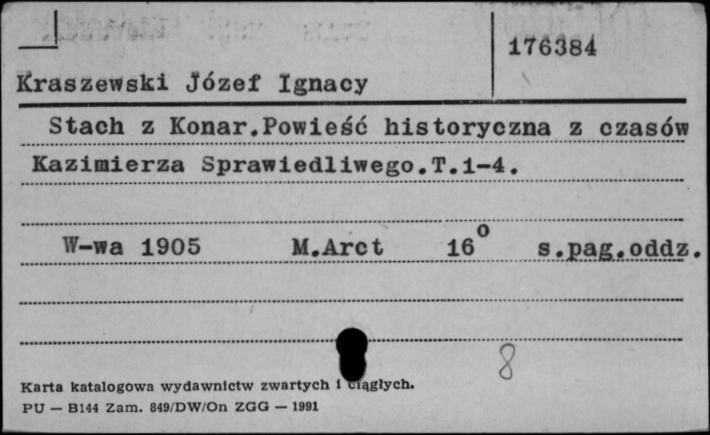 176384
Kraszewski Józef Ignacy
Stach z Konar.Powieść historyczna z czasów
Kazimierza Sprawiedliwego.T.1-4.
W-wa 1905 M.Arct 16° s.pag.oddz.
8
Karta katalogowa wydawnictw zwartych i ciągłych.
PU — B144 Zam. 849/DW/On ZGG — 1991